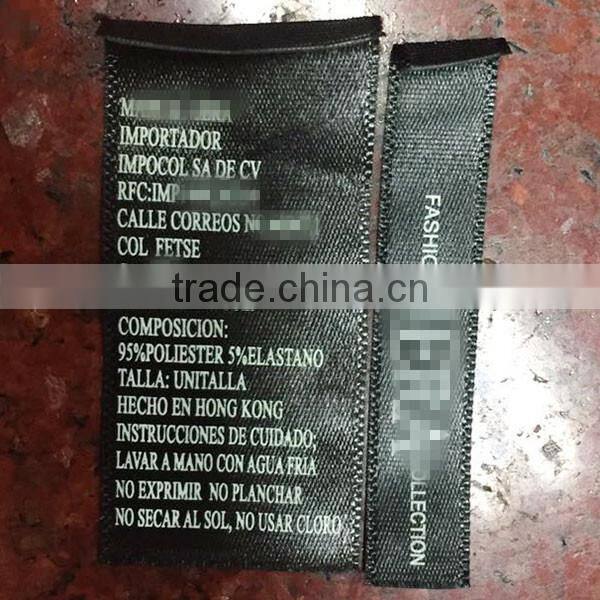 IMPORTADOR
IMPOCOL SA DE CV
RFC:IMP
CALLE CORREOS
COL FETSE
trade.china.cn
COMPOSICION:
95%POLIESTER 5%ELASTANO
TALLA: UNITALLA
HECHO EN HONG KONG
INSTRUCCIONES DE CUIDADO;
LAVAR A MANO CON AGUA FRIA
NO EXPRIMIR NO PLANCHAR
NO SECAR AL SOL, NO USAR CLORO